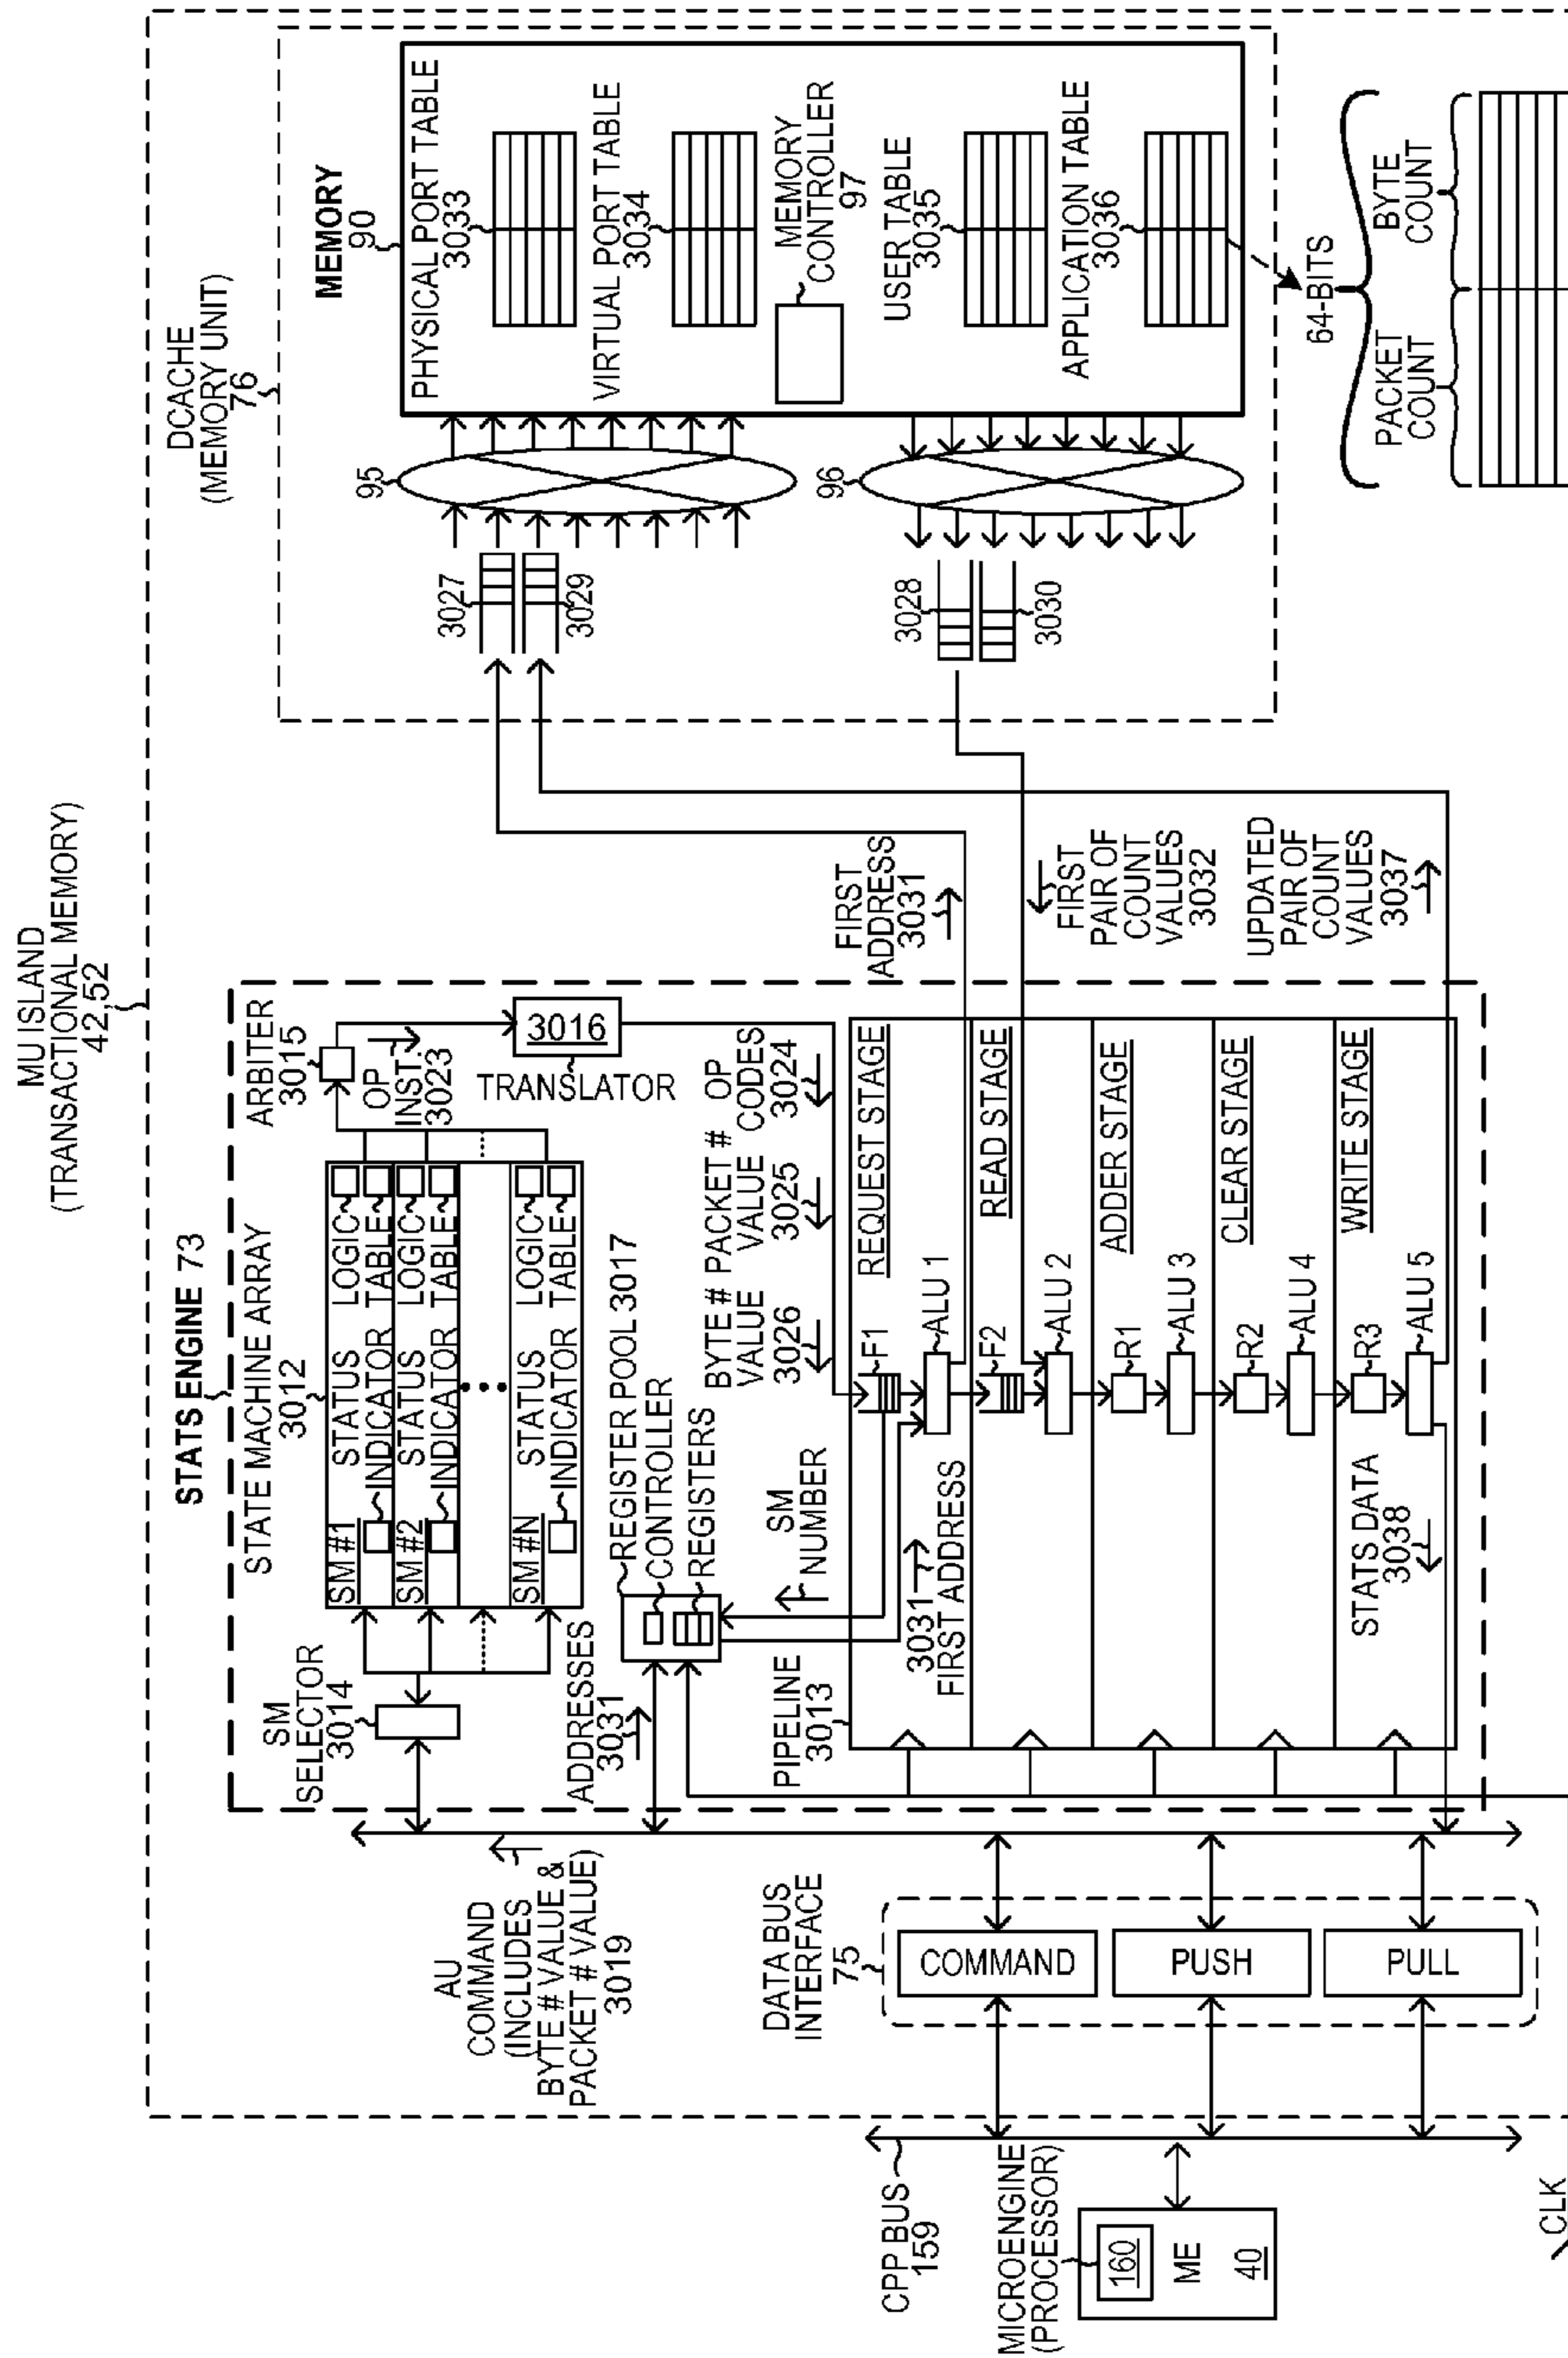 MU ISLAND
(TRANSACTIONAL MEMORY)
42,52
STATS ENGINE 73
STATE MACHINE ARRAY
3012
SM
SELECTOR
3014
SM #1
STATUS
INDICATOR
LOGIC
TABLE
SM #2
STATUS
INDICATOR
LOGIC
TABLE
SM #N
STATUS
INDICATOR
LOGIC
TABLE
ARBITER
3015
OP
INST.
3023
3016
TRANSLATOR
ADDRESSES
3031
REGISTER POOL 3017
CONTROLLER
REGISTERS
SM
NUMBER
BYTE #
VALUE
3026
PACKET #
VALUE
3025
OP
CODES
3024
PIPELINE
3013
3031
FIRST ADDRESS
F1
ALU 1
REQUEST STAGE
F2
ALU 2
READ STAGE
R1
ALU 3
ADDER STAGE
R2
ALU 4
CLEAR STAGE
R3
ALU 5
WRITE STAGE
STATS DATA
3038
FIRST
ADDRESS
3031
FIRST
PAIR OF
COUNT
VALUES
3032
UPDATED
PAIR OF
COUNT
VALUES
3037
DCACHE
(MEMORY UNIT)
76
3027
3029
3028
3030
95
96
MEMORY
90
PHYSICAL PORT TABLE
3033
VIRTUAL PORT TABLE
3034
MEMORY
CONTROLLER
97
USER TABLE
3035
APPLICATION TABLE
3036
64-BITS
PACKET
COUNT
BYTE
COUNT
AU
COMMAND
(INCLUDES
BYTE # VALUE &
PACKET # VALUE)
3019
DATA BUS
INTERFACE
75
COMMAND
PUSH
PULL
CPP BUS
159
MICROENGINE
(PROCESSOR)
160
ME
40
CLK